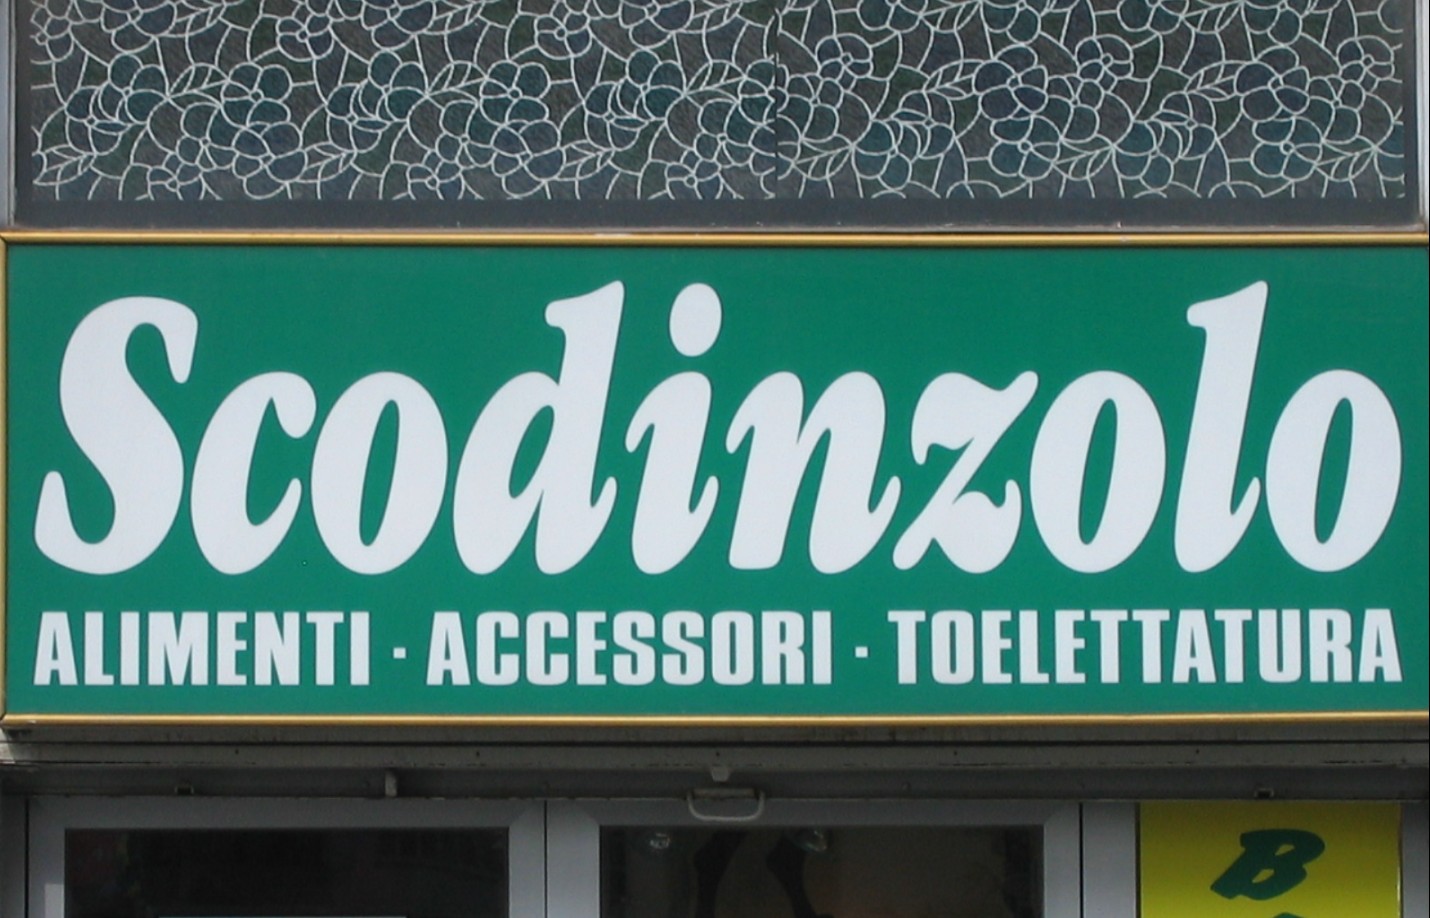 Scodinzolo
ALIMENTI · ACCESSORI · TOELETTATURA
B